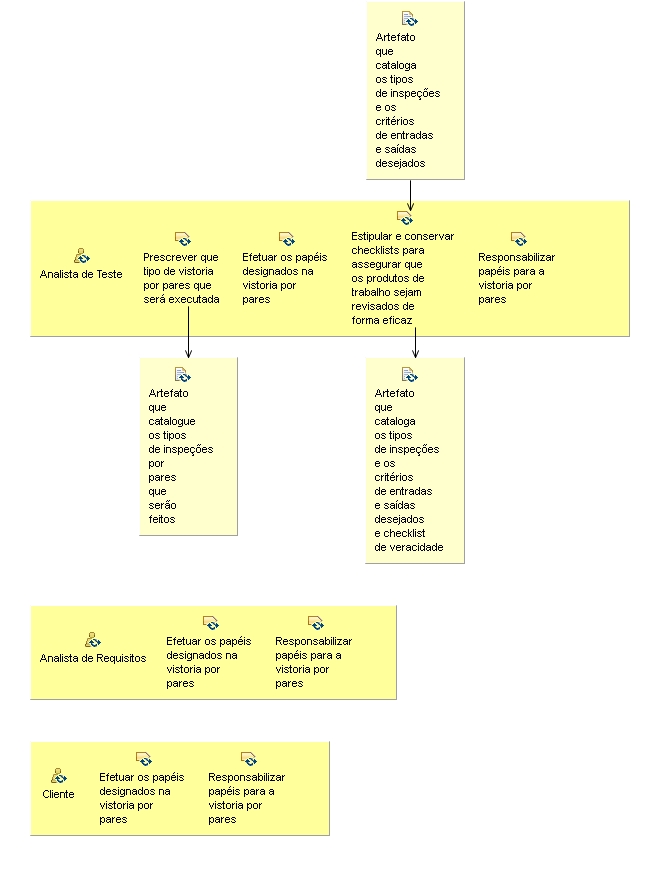 Artefato
que
cataloga
os tipos
de inspeções
e os
critérios
de entradas
e saídas
desejados
Analista de Teste
Prescrever que
tipo de vistoria
por pares que
será executada
Efetuar os papéis
designados na
vistoria por
pares
Estipular e conservar
checklists para
assegurar que
os produtos de
trabalho sejam
revisados de
forma eficaz
Responsabilizar
papéis para a
vistoria por
pares
Artefato
que
catalogue
os tipos
de inspeções
por
pares
que
serão
feitos
Artefato
que
cataloga
os tipos
de inspeções
e os
critérios
de entradas
e saídas
desejados
e checklist
de veracidade
Analista de Requisitos
Efetuar os papéis
designados na
vistoria por
pares
Responsabilizar
papéis para a
vistoria por
pares
Cliente
Efetuar os papéis
designados na
vistoria por
pares
Responsabilizar
papéis para a
vistoria por
pares